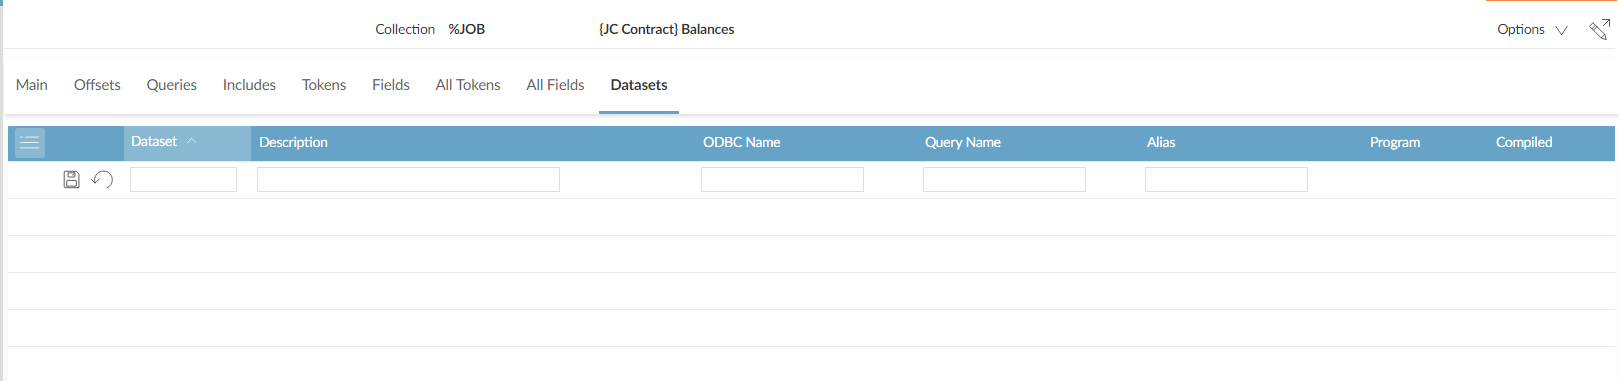 Collection %JOB {JC Contract} Balances Options
Main Offsets Queries Includes Tokens Fields All Tokens All Fields Datasets
Dataset Description ODBC Name Query Name Alias Program Compiled